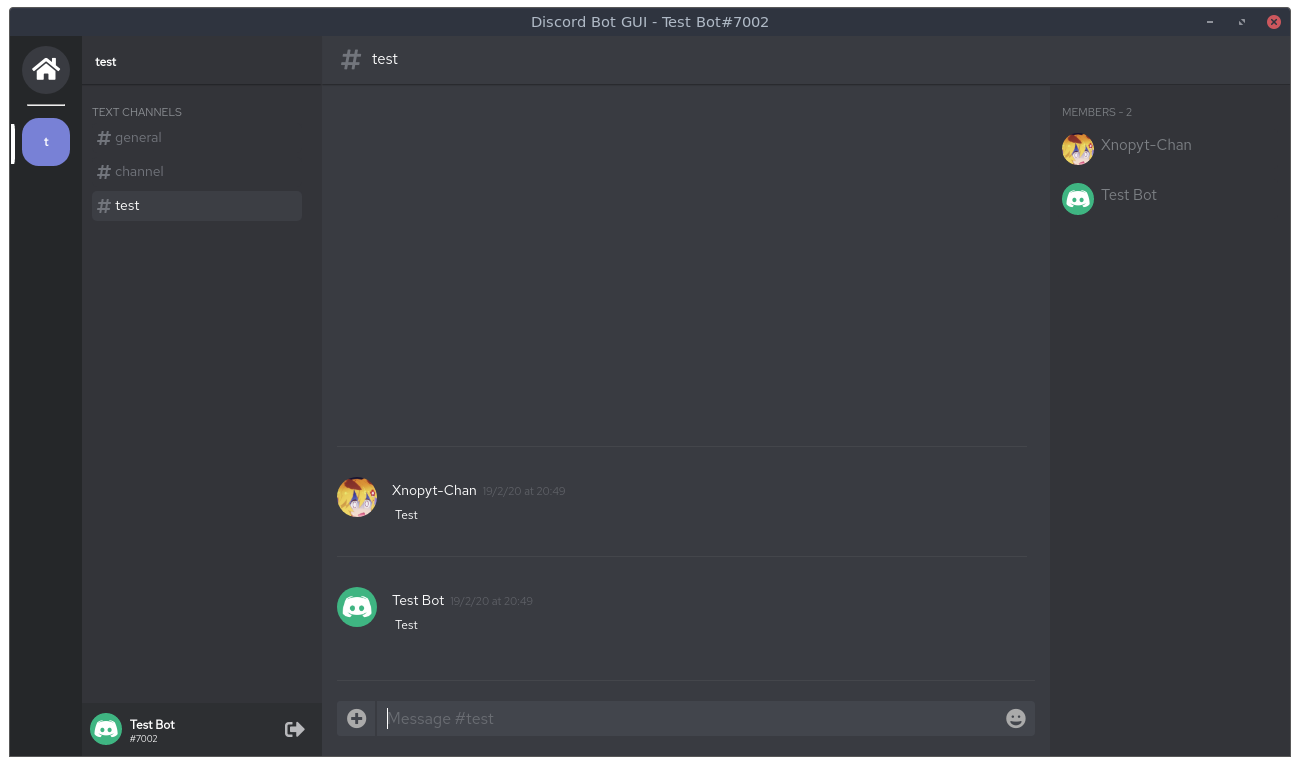 Discord Bot GUI - Test Bot#7002
test
TEXT CHANNELS
# general
# channel
# test
t
Test Bot
#7002
# test
Xnopyt-Chan 19/2/20 at 20:49
Test
Test Bot 19/2/20 at 20:49
Test
Message #test
MEMBERS - 2
Xnopyt-Chan
Test Bot